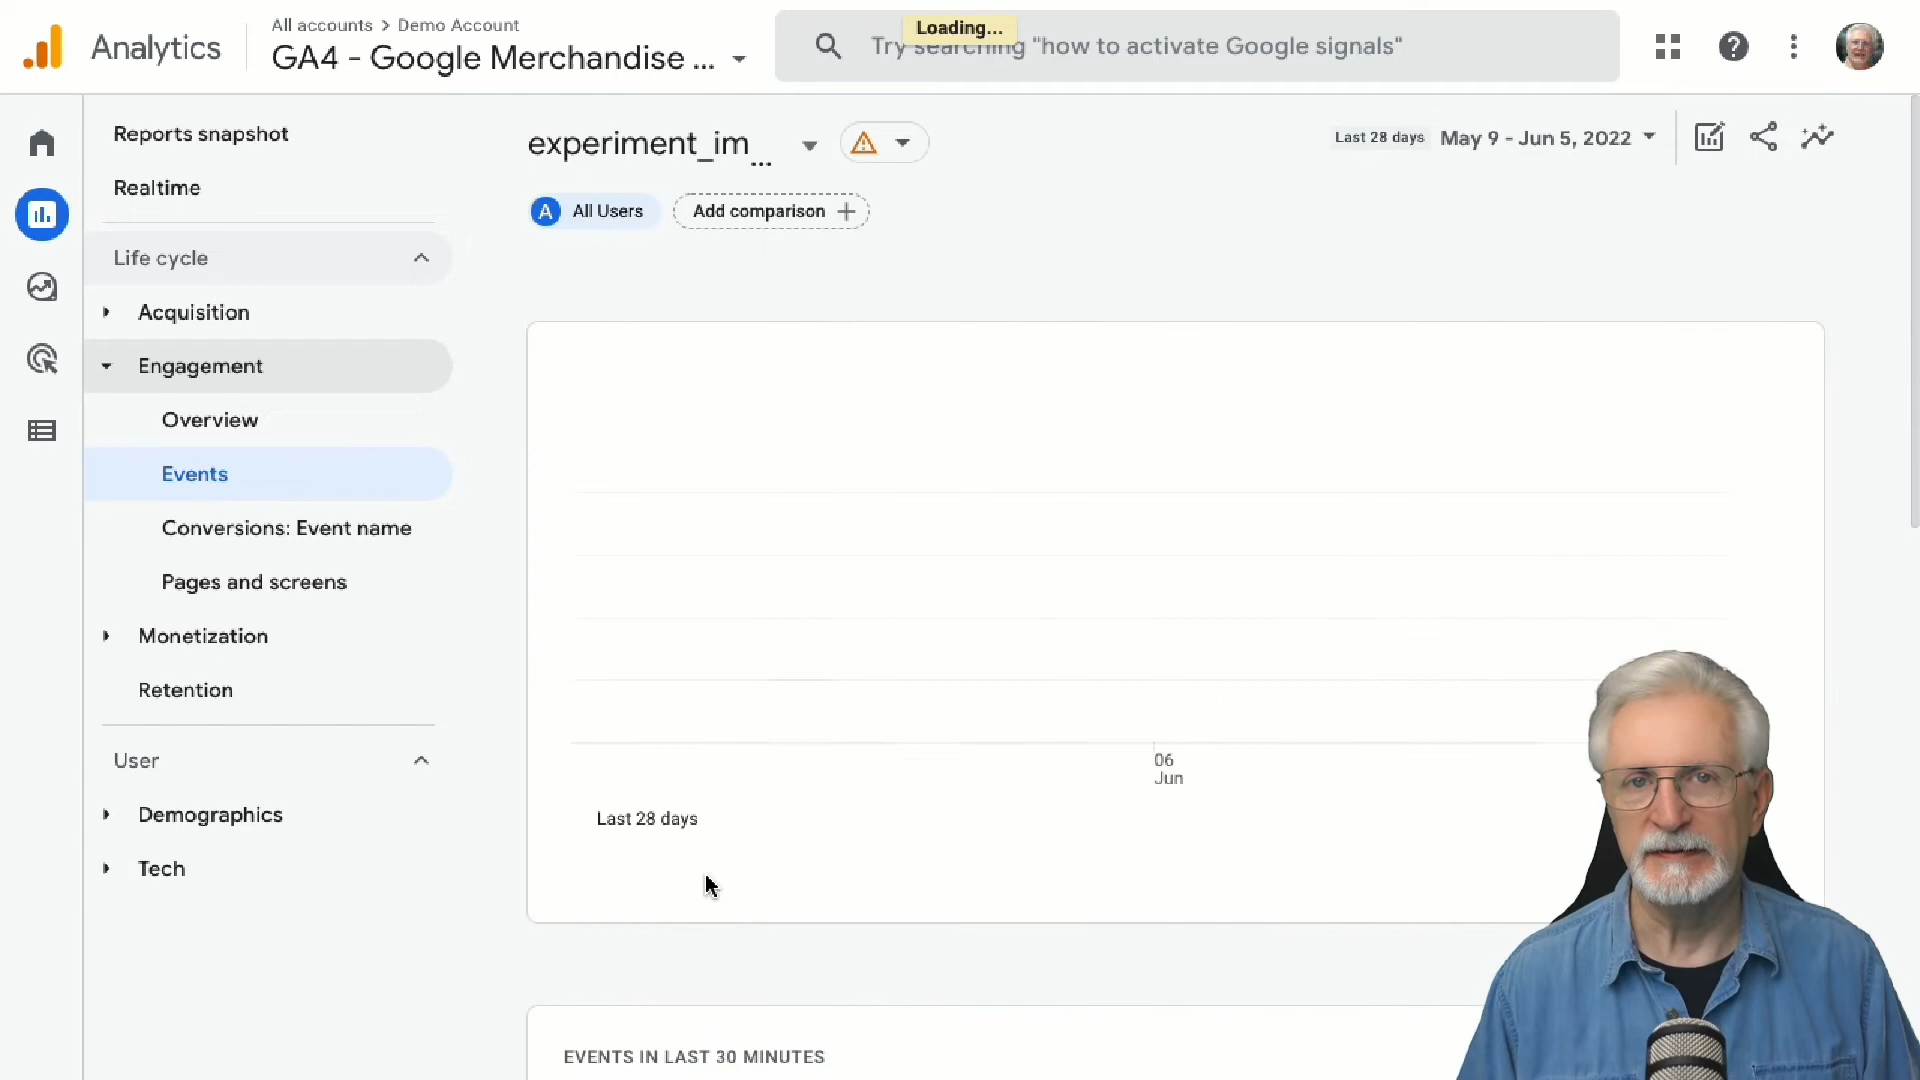 All accounts > Demo Account
Analytics
GA4 - Google Merchandise ...
Loading...
Try searching "how to activate Google signals"
Reports snapshot
Realtime
Life cycle
Acquisition
Engagement
Overview
Events
Conversions: Event name
Pages and screens
Monetization
Retention
User
Demographics
Tech
experiment_im...
Last 28 days May 9 - Jun 5, 2022
A All Users
Add comparison +
06
Jun
Last 28 days
EVENTS IN LAST 30 MINUTES